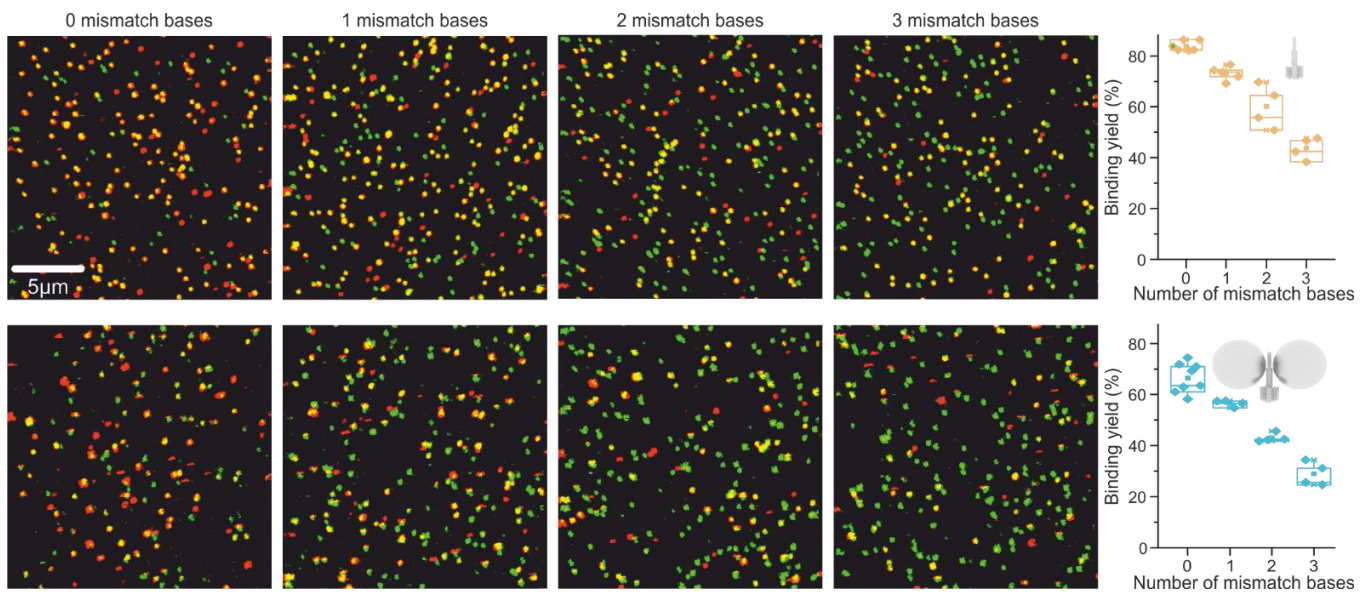 0 mismatch bases
1 mismatch bases
2 mismatch bases
3 mismatch bases
5µm
Binding yield (%)
80
60
40
20
0
0 1 2 3
Number of mismatch bases
Binding yield (%)
80
60
40
20
0
0 1 2 3
Number of mismatch bases